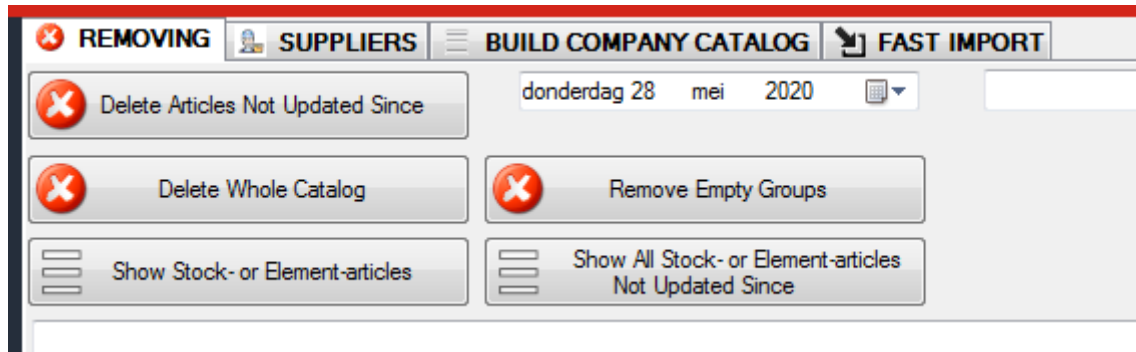 REMOVING SUPPLIERS BUILD COMPANY CATALOG FAST IMPORT
Delete Articles Not Updated Since donderdag 28 mei 2020
Delete Whole Catalog Remove Empty Groups
Show Stock- or Element-articles Show All Stock- or Element-articles
Not Updated Since